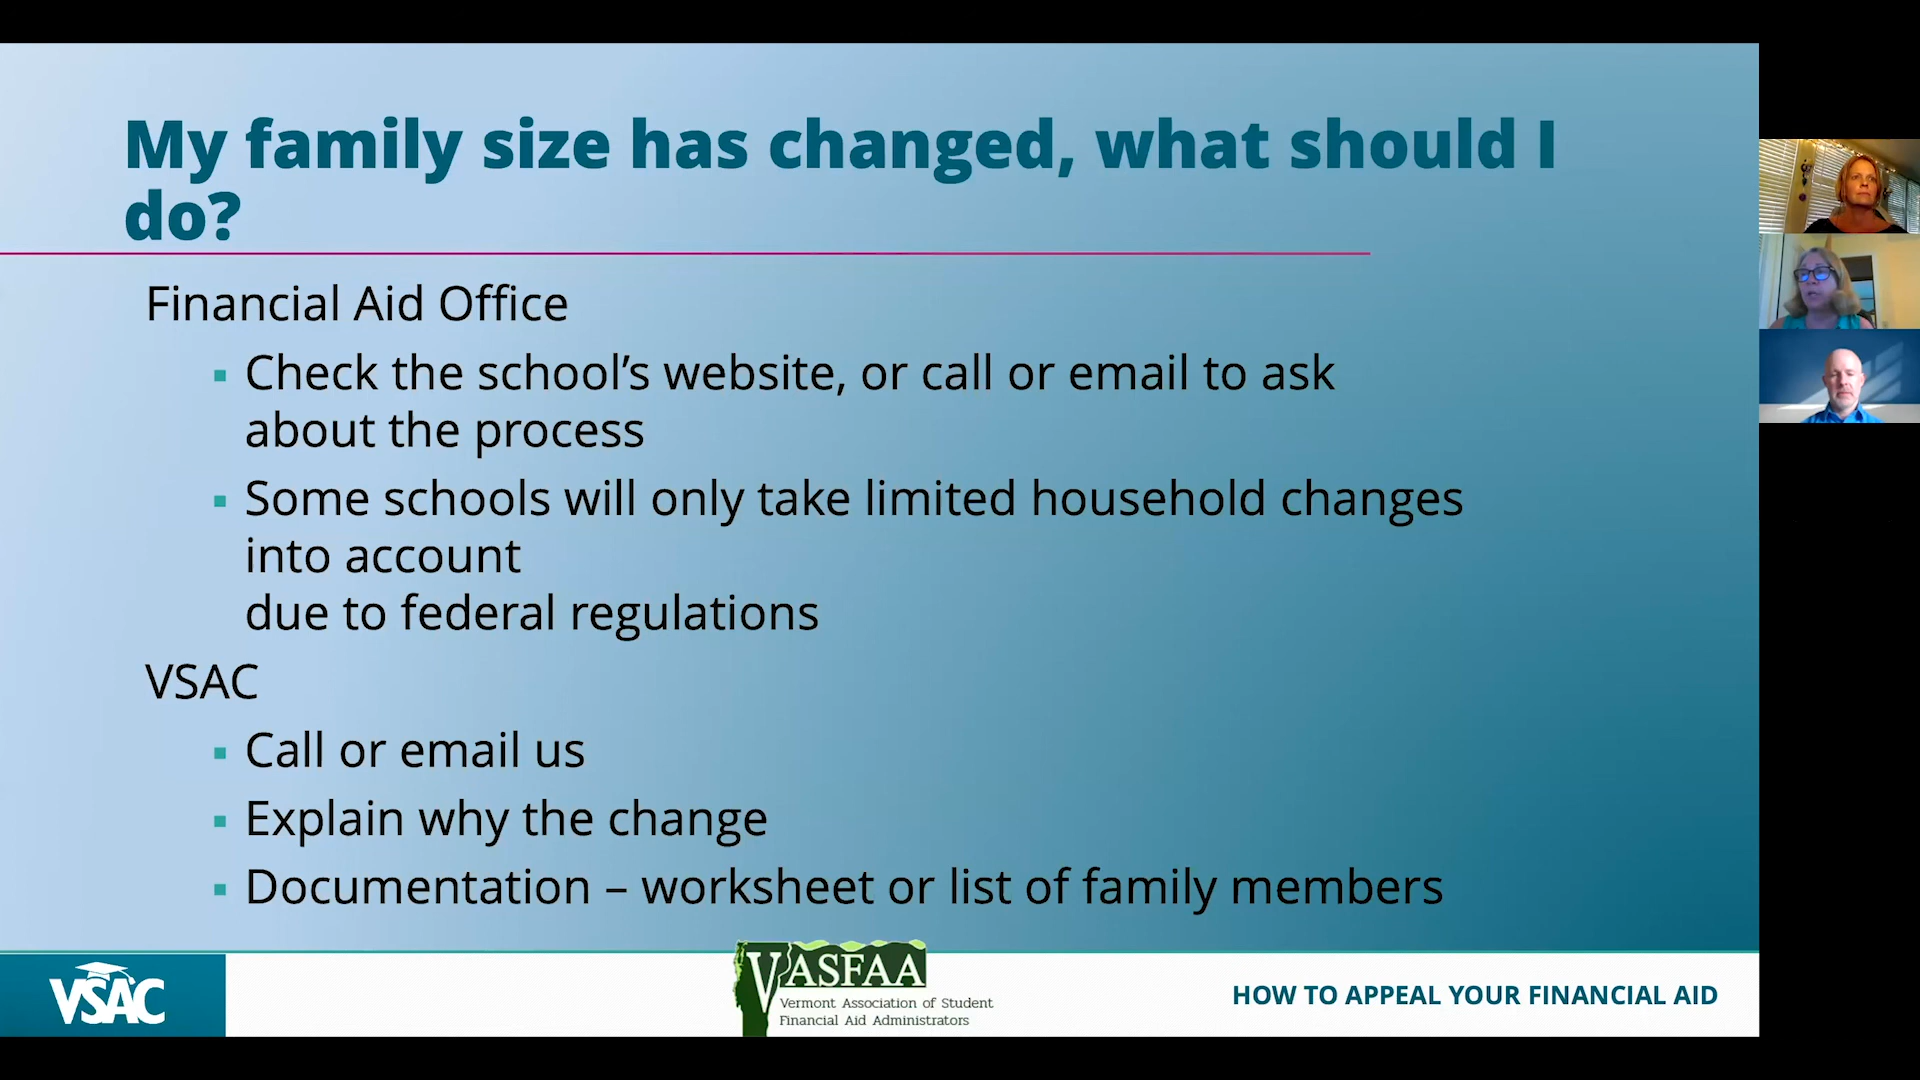 My family size has changed, what should I
do?
Financial Aid Office
▪ Check the school’s website, or call or email to ask
about the process
▪ Some schools will only take limited household changes
into account
due to federal regulations
VSAC
▪ Call or email us
▪ Explain why the change
▪ Documentation – worksheet or list of family members
VSAC
VASFAA
Vermont Association of Student
Financial Aid Administrators
HOW TO APPEAL YOUR FINANCIAL AID